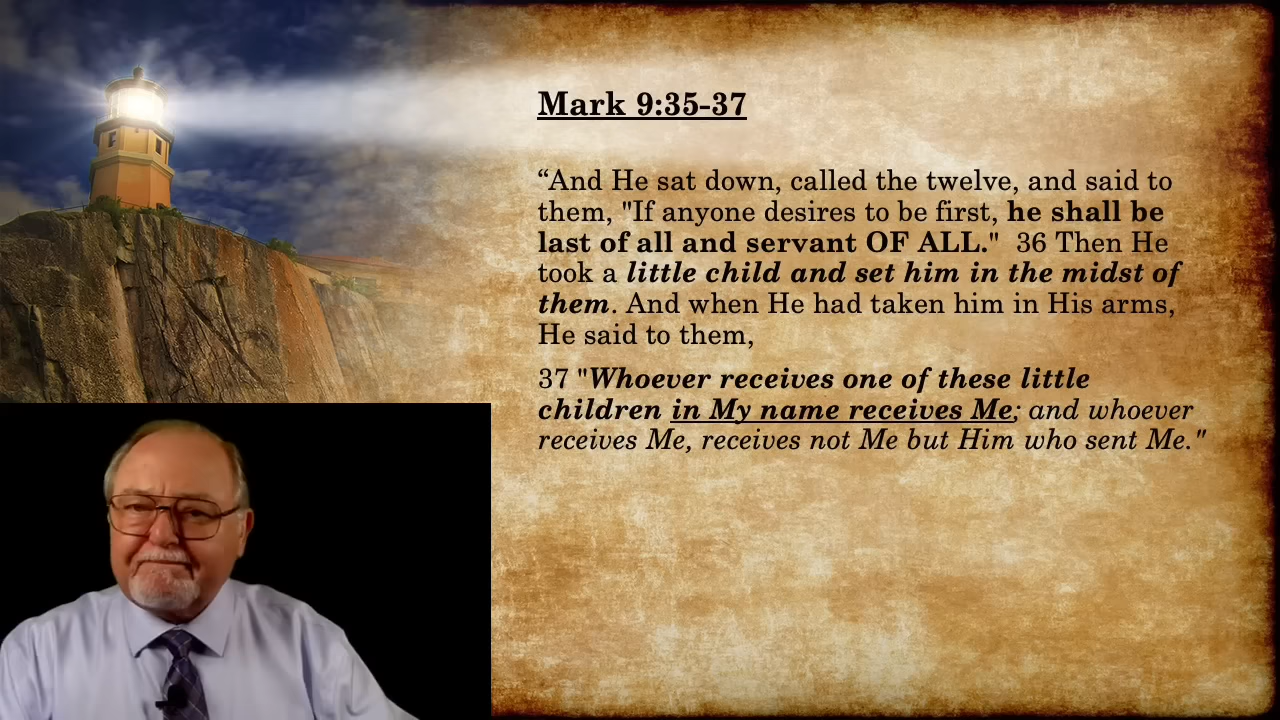 Mark 9:35-37
“And He sat down, called the twelve, and said to
them, "If anyone desires to be first, he shall be
last of all and servant OF ALL."  36 Then He
took a little child and set him in the midst of
them. And when He had taken him in His arms,
He said to them,
37 "Whoever receives one of these little
children in My name receives Me; and whoever
receives Me, receives not Me but Him who sent Me."